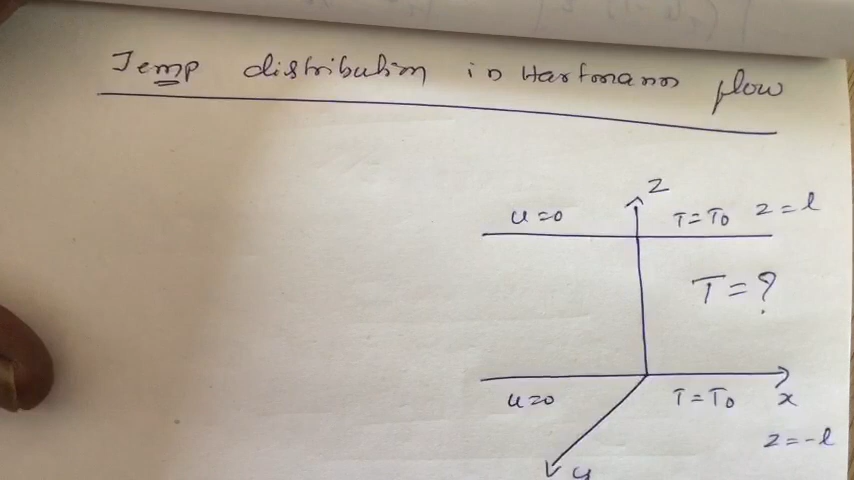 Temp distribution in Hartmann flow
z
u=0 T=T0 z=l
T=?
u=0 T=T0 x
z=-l
y